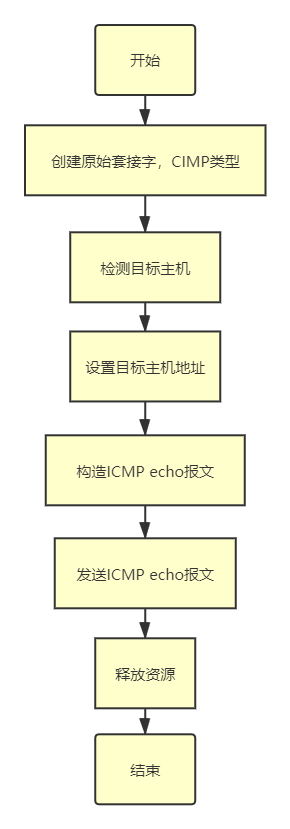 开始
创建原始套接字，CIMP类型
检测目标主机
设置目标主机地址
构造ICMP echo报文
发送ICMP echo报文
释放资源
结束